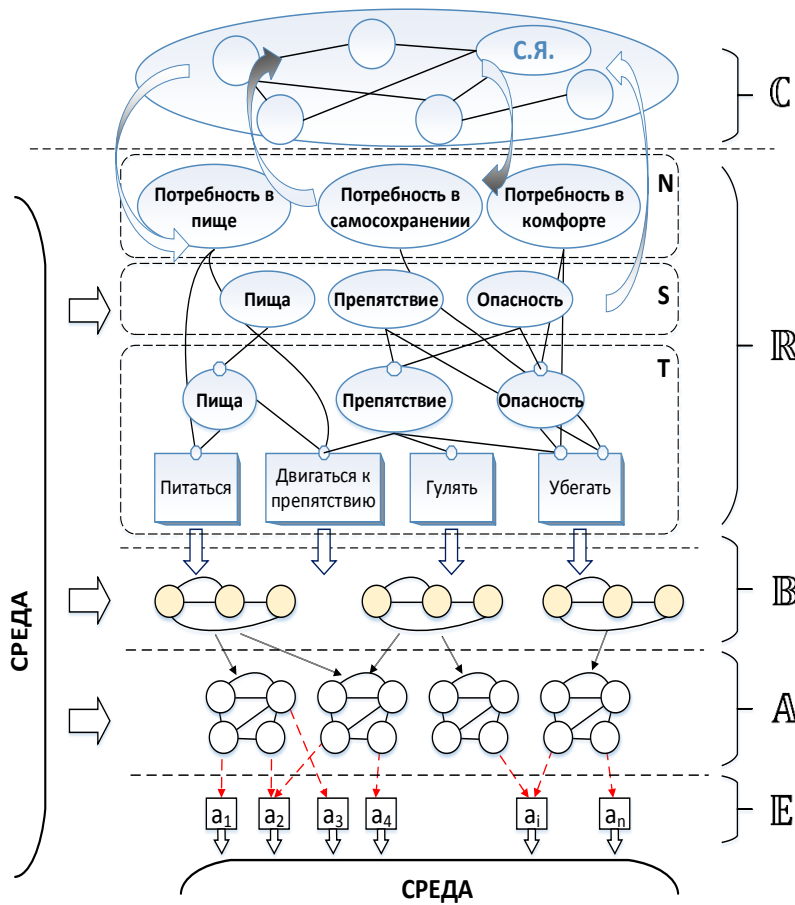 С.Я.
ℂ
N
Потребность в
пище
Потребность в
самосохранении
Потребность в
комфорте
S
Пища
Препятствие
Опасность
ℝ
T
Пища
Препятствие
Опасность
Питаться
Двигаться к
препятствию
Гулять
Убегать
𝔹
СРЕДА
𝔸
𝔼
a₁
a₂
a₃
a₄
aᵢ
aₙ
СРЕДА